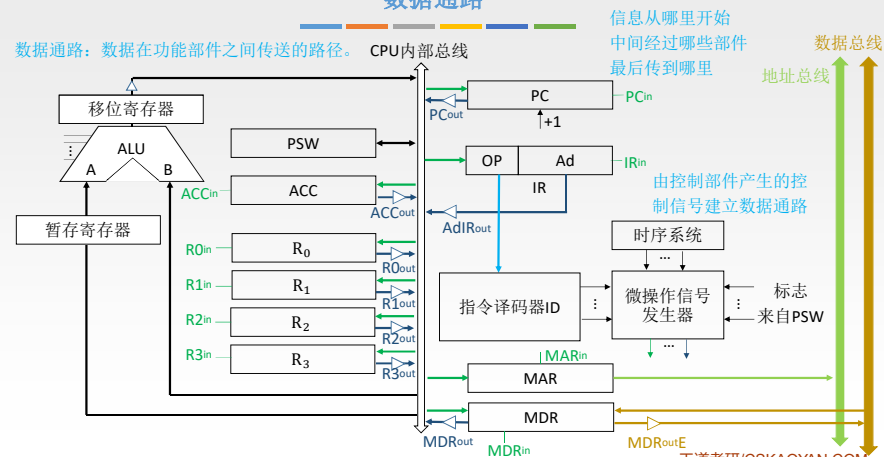 数据通路
数据通路：数据在功能部件之间传送的路径。
CPU内部总线
信息从哪里开始
中间经过哪些部件
最后传到哪里
数据总线
地址总线
移位寄存器
ALU
A
B
暂存寄存器
PSW
ACC
ACCin
ACCout
R0
R0in
R0out
R1
R1in
R1out
R2
R2in
R2out
R3
R3in
R3out
PC
PCin
PCout
+1
OP
Ad
IR
IRin
AdIRout
由控制部件产生的控
制信号建立数据通路
时序系统
...
指令译码器ID
...
微操作信号
发生器
...
标志
来自PSW
...
MARin
MAR
MDR
MDRout
MDRin
MDRoutE